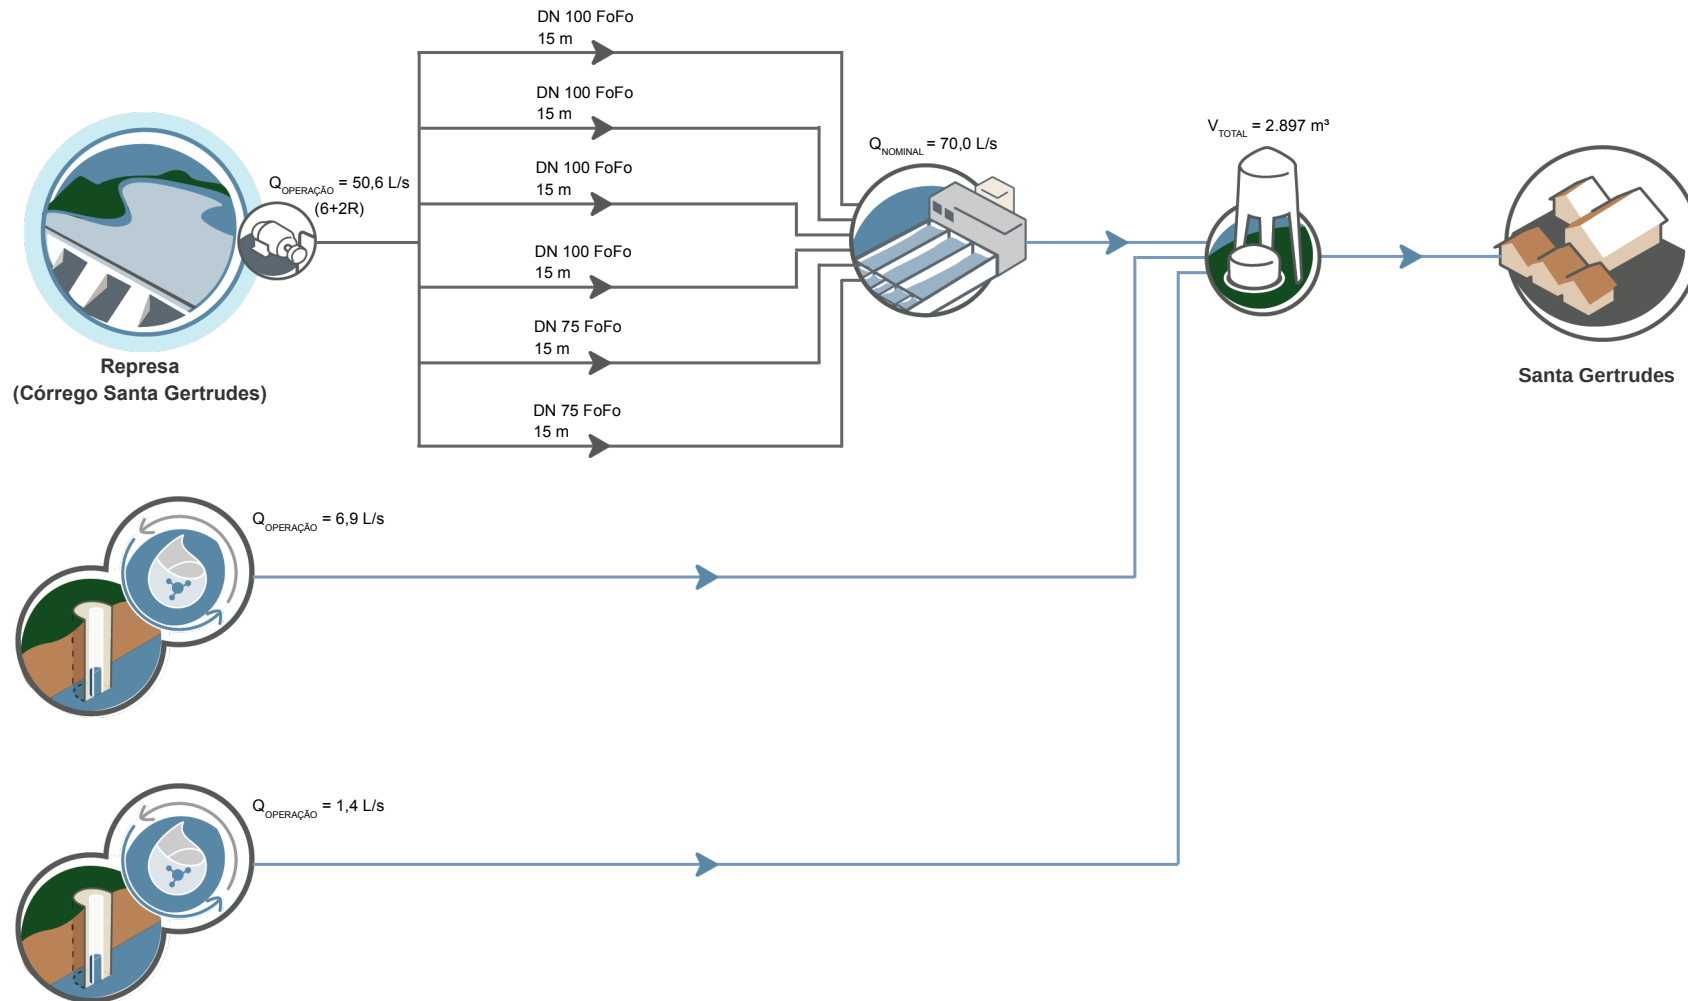 DN 100 FoFo
15 m
DN 100 FoFo
15 m
DN 100 FoFo
15 m
DN 100 FoFo
15 m
DN 75 FoFo
15 m
DN 75 FoFo
15 m
QOPERAÇÃO = 50,6 L/s
(6+2R)
QNOMINAL = 70,0 L/s
VTOTAL = 2.897 m³
Represa
(Córrego Santa Gertrudes)
Santa Gertrudes
QOPERAÇÃO = 6,9 L/s
QOPERAÇÃO = 1,4 L/s